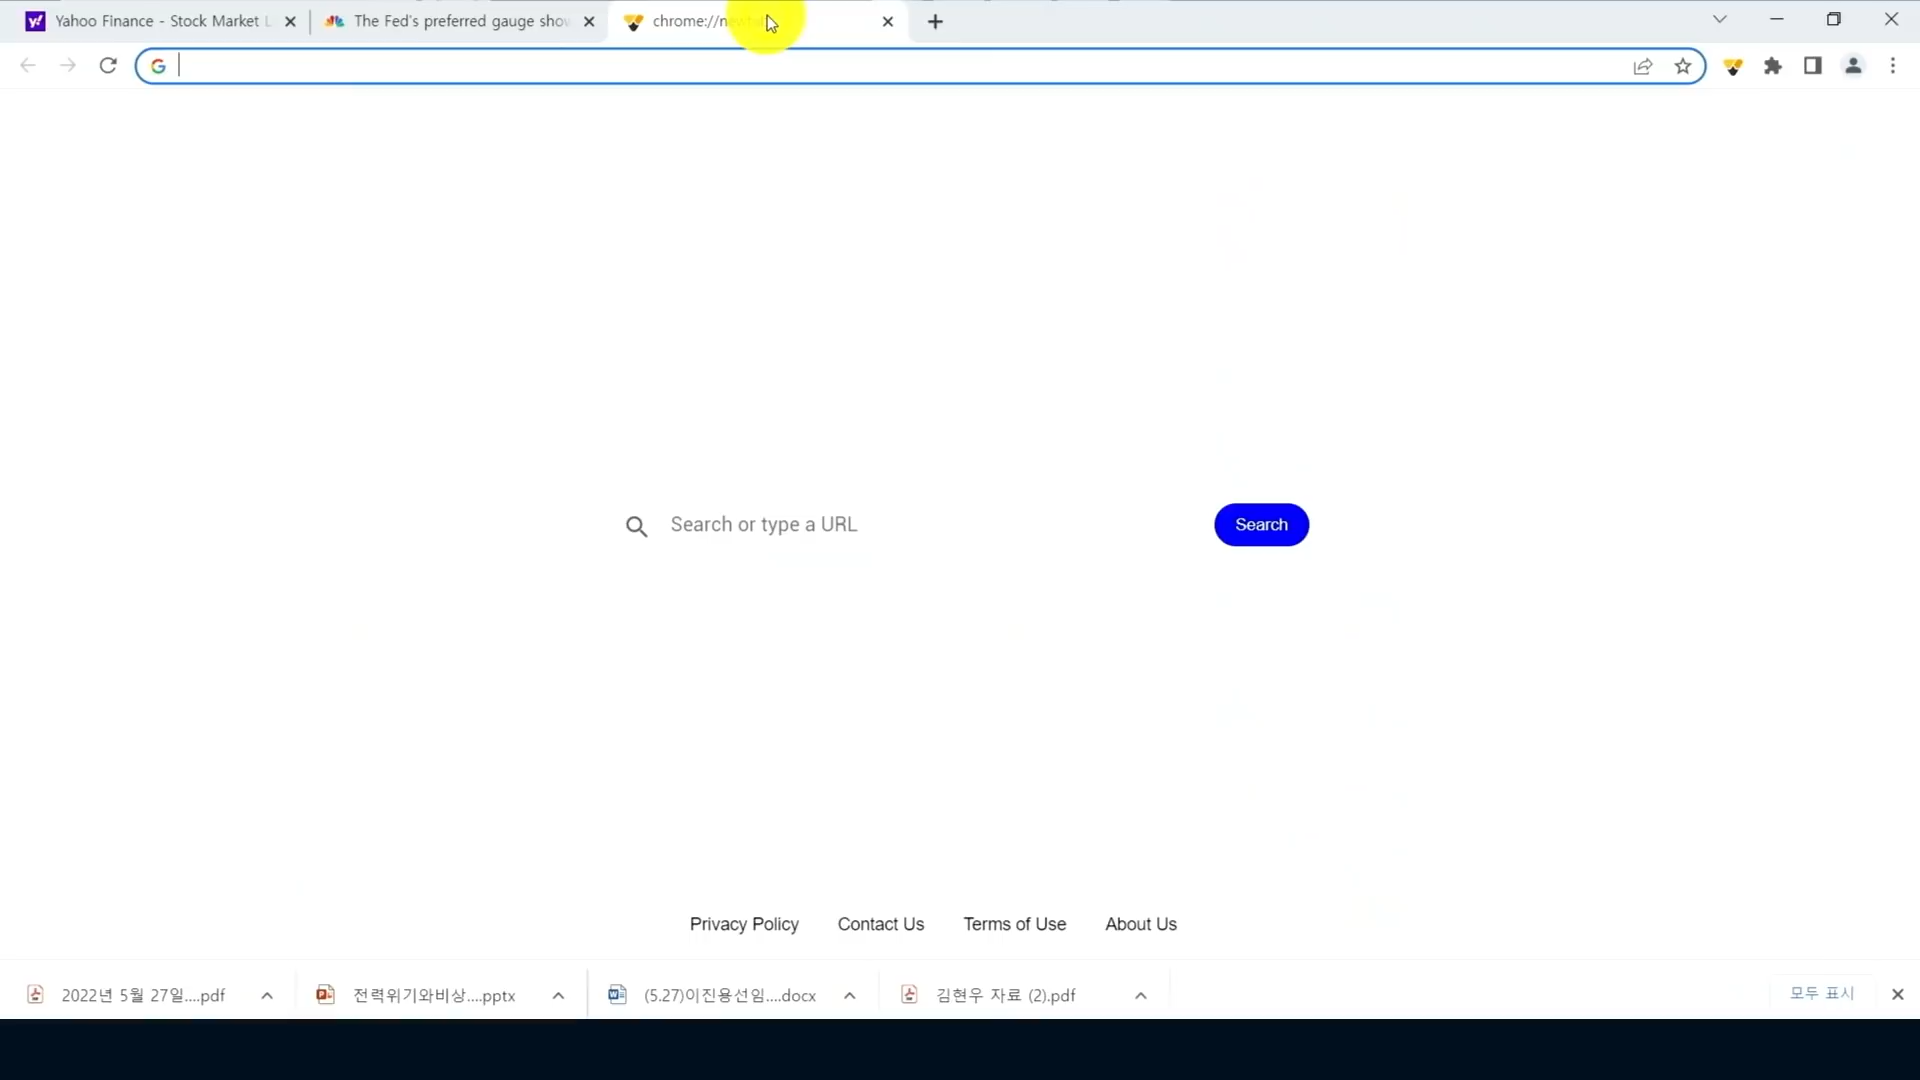 Yahoo Finance - Stock Market L
The Fed's preferred gauge sho
chrome://new
Search or type a URL
Search
Privacy Policy
Contact Us
Terms of Use
About Us
2022년 5월 27일....pdf
전력위기와비상....pptx
(5.27)이진용선임....docx
김현우 자료 (2).pdf
모두 표시